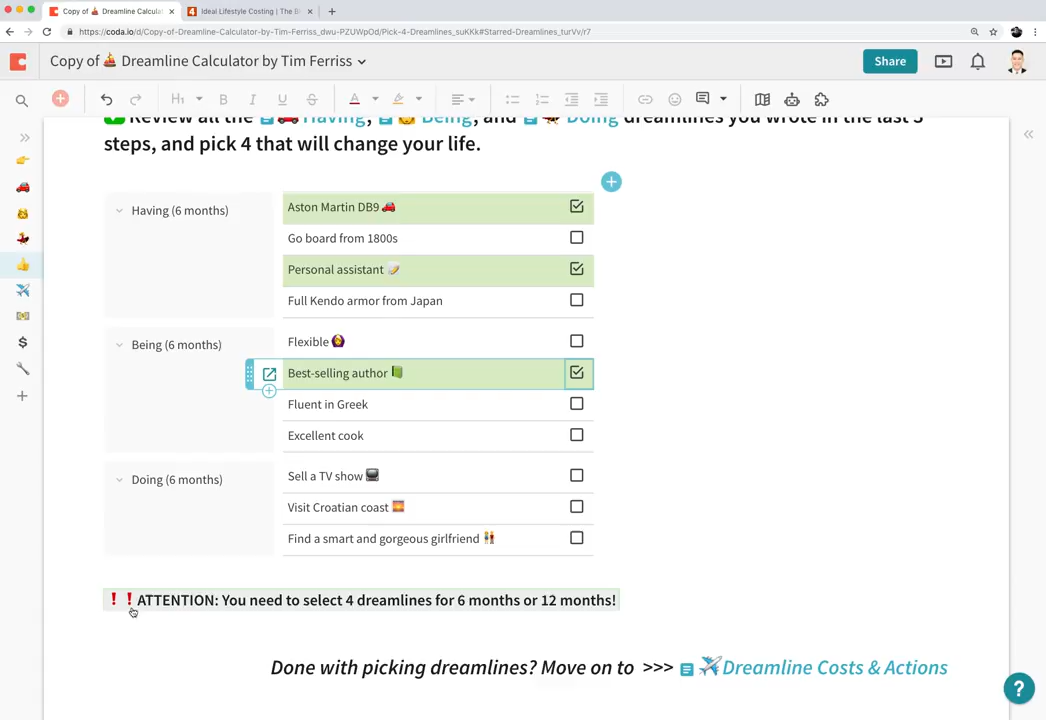 Copy of Dreamline Calcula
Ideal Lifestyle Costing | The B
https://coda.io/d/Copy-of-Dreamline-Calculator-by-Tim-Ferriss_dwu-PZUWpOd/Pick-4-Dreamlines_suKKk#Starred-Dreamlines_turVv/r7
Copy of Dreamline Calculator by Tim Ferriss
Share
H1 B I U S A
Review all the Having, Being, and Doing dreamlines you wrote in the last 3
steps, and pick 4 that will change your life.
Having (6 months)
Aston Martin DB9
Go board from 1800s
Personal assistant
Full Kendo armor from Japan
Being (6 months)
Flexible
Best-selling author
Fluent in Greek
Excellent cook
Doing (6 months)
Sell a TV show
Visit Croatian coast
Find a smart and gorgeous girlfriend
❗❗ATTENTION: You need to select 4 dreamlines for 6 months or 12 months!
Done with picking dreamlines? Move on to >>> Dreamline Costs & Actions